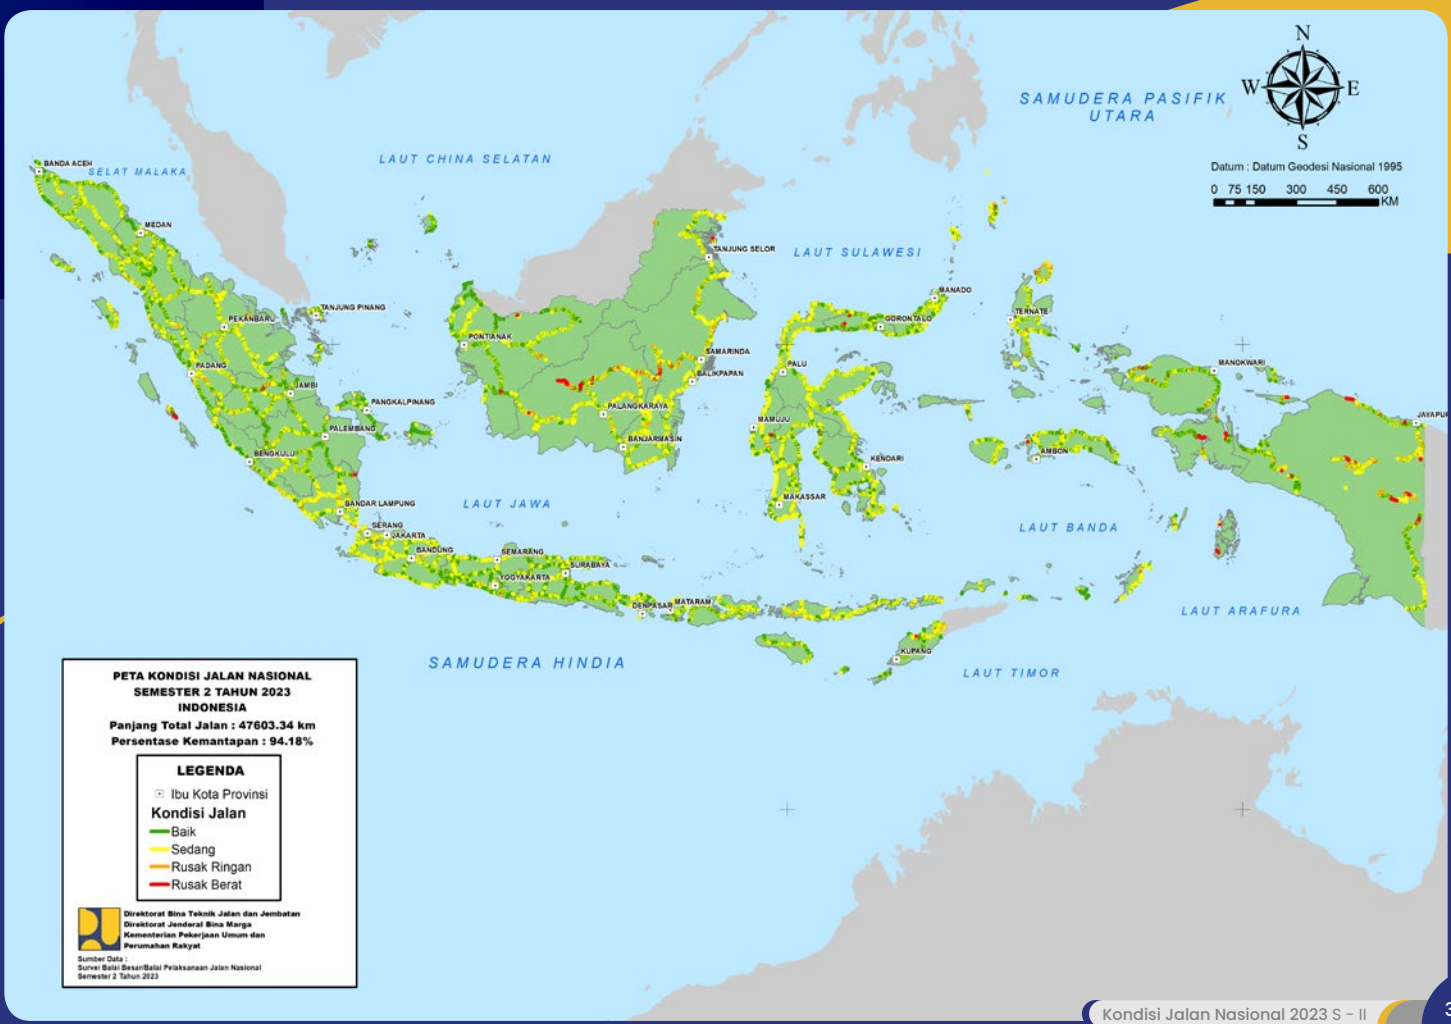 N
W
E
S
SAMUDERA PASIFIK
UTARA
Datum : Datum Geodesi Nasional 1995
0 75 150 300 450 600
KM
LAUT CHINA SELATAN
SELAT MALAKA
LAUT SULAWESI
BANDA ACEH
MEDAN
TANJUNG SELOR
MANADO
TANJUNG PINANG
PEKANBARU
TERNATE
GORONTALO
PONTIANAK
SAMARINDA
MANOKWARI
PADANG
PALU
BALIKPAPAN
JAMBI
PANGKALPINANG
PALANGKARAYA
JAYAPUR
MAMUJU
PALEMBANG
BANJARMASIN
BENGKULU
AMBON
KENDARI
MAKASSAR
BANDAR LAMPUNG
LAUT JAWA
LAUT BANDA
SERANG
JAKARTA
BANDUNG
SEMARANG
SURABAYA
YOGYAKARTA
DENPASAR
MATARAM
LAUT ARAFURA
KUPANG
SAMUDERA HINDIA
LAUT TIMOR
PETA KONDISI JALAN NASIONAL
SEMESTER 2 TAHUN 2023
INDONESIA
Panjang Total Jalan : 47603.34 km
Persentase Kemantapan : 94.18%
LEGENDA
Ibu Kota Provinsi
Kondisi Jalan
Baik
Sedang
Rusak Ringan
Rusak Berat
Direktorat Bina Teknik Jalan dan Jembatan
Direktorat Jenderal Bina Marga
Kementerian Pekerjaan Umum dan
Perumahan Rakyat
Sumber Data :
Survei Balai Besar/Balai Pelaksanaan Jalan Nasional
Semester 2 Tahun 2023
Kondisi Jalan Nasional 2023 S - II